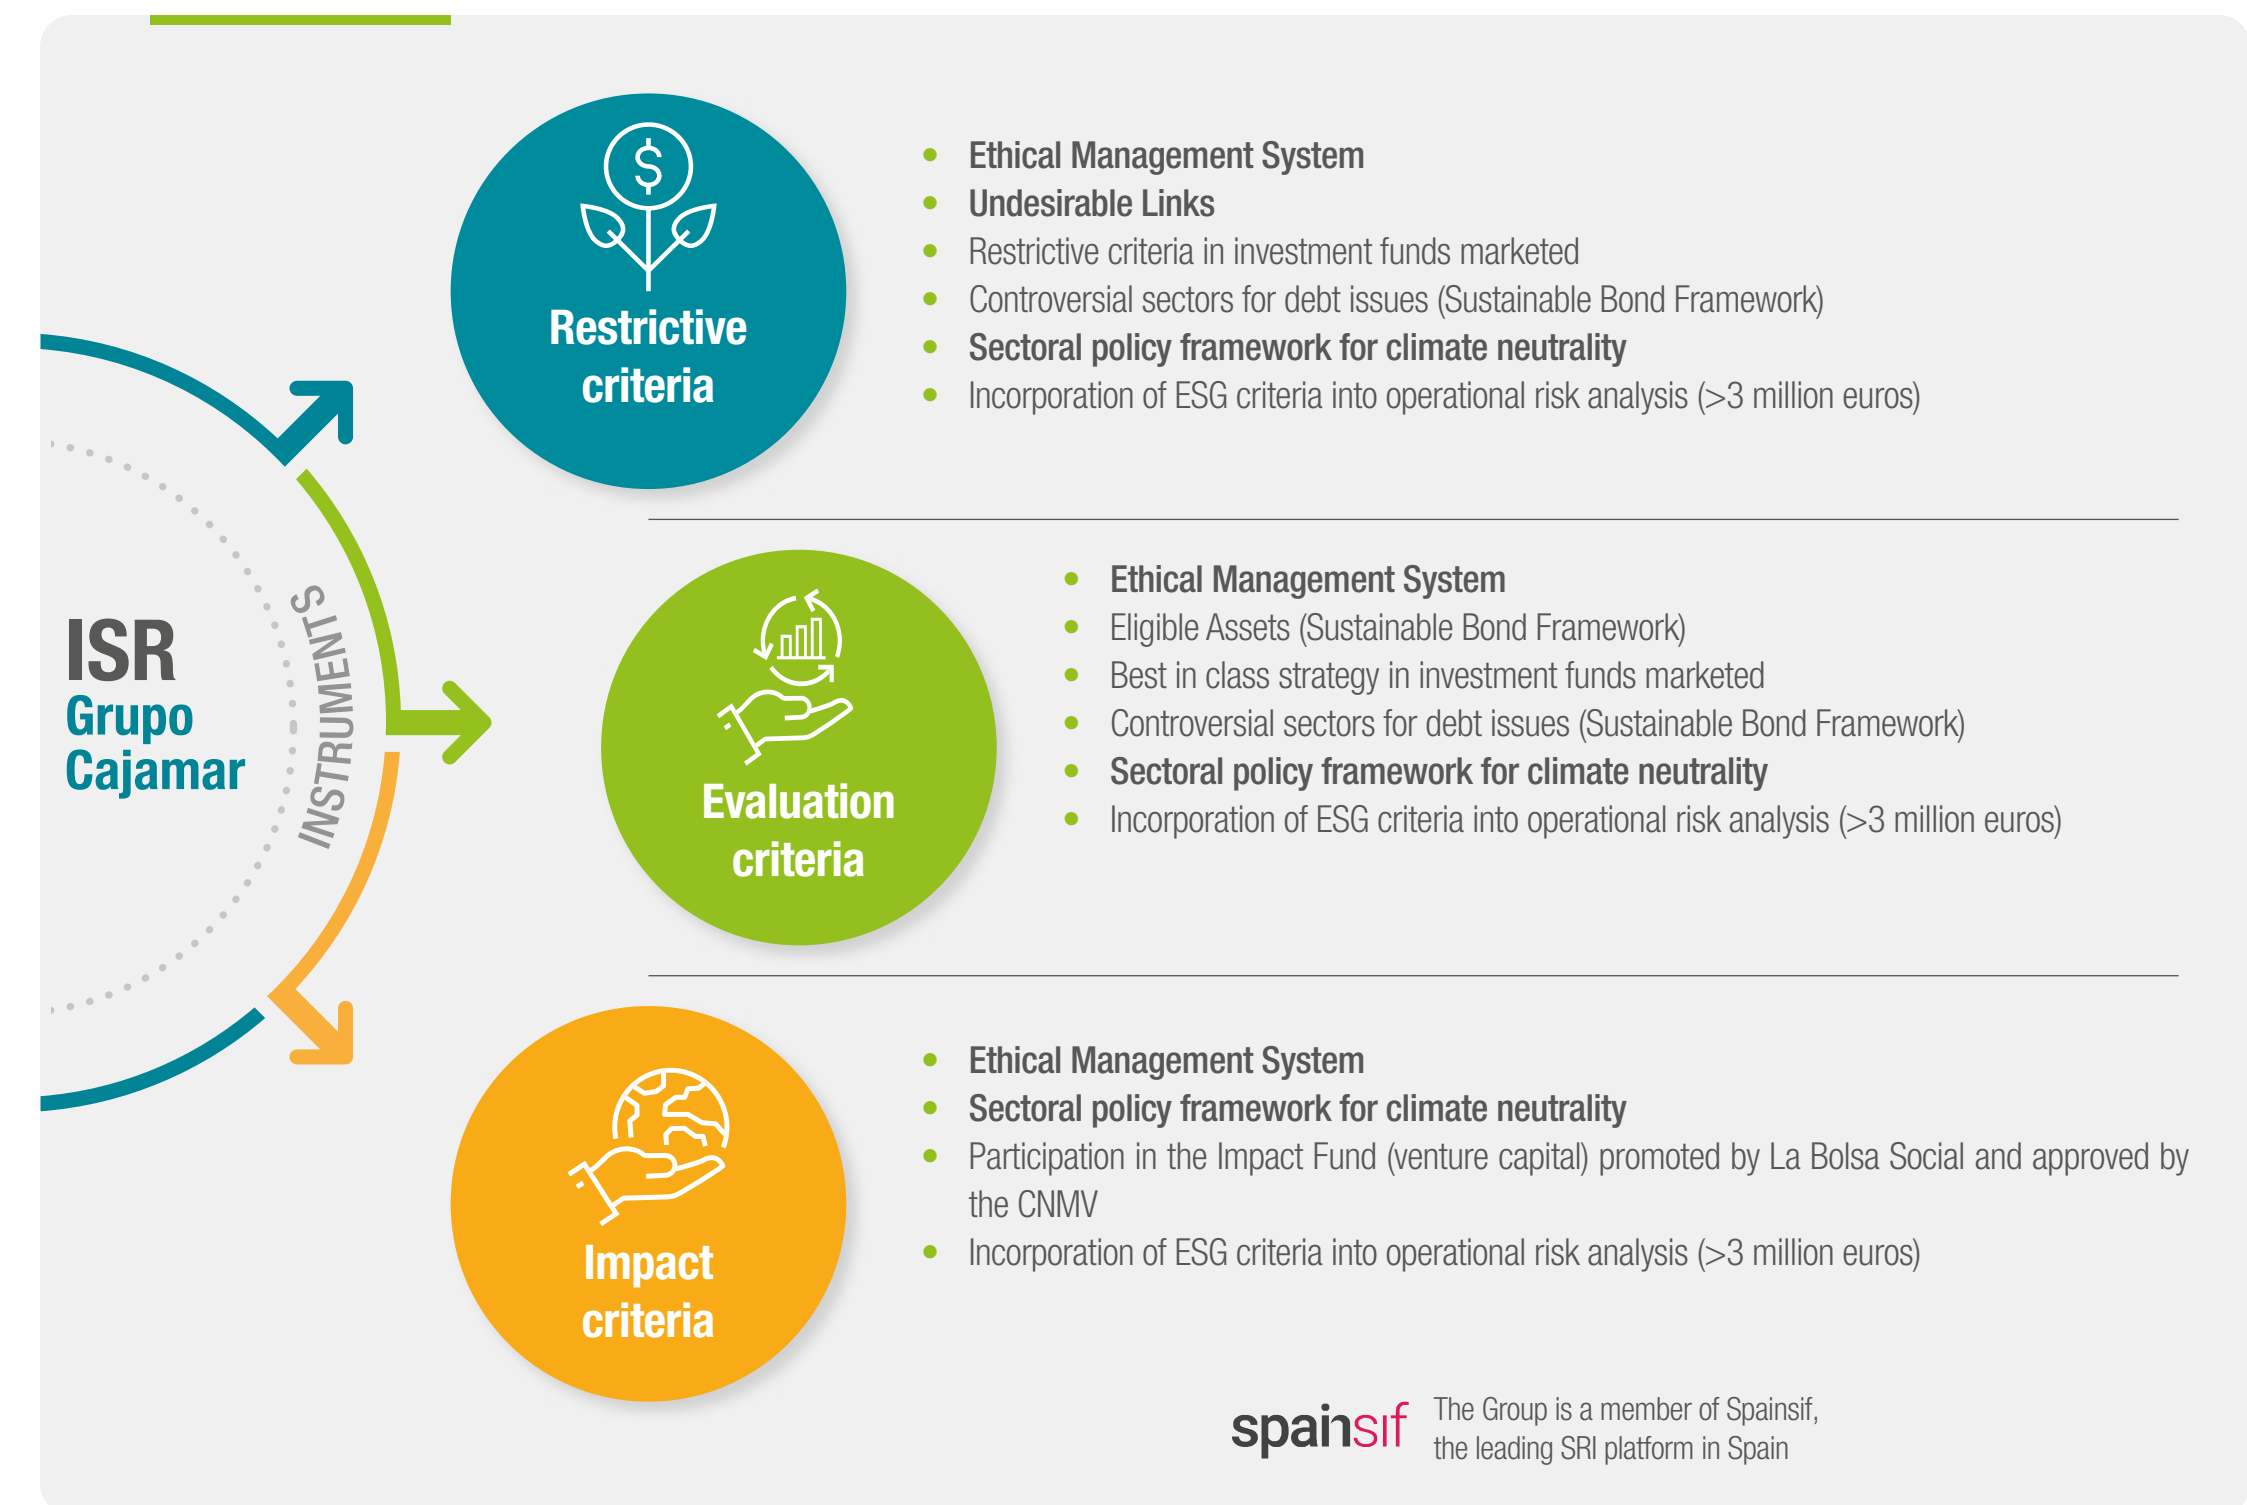 ISR
Grupo
Cajamar
INSTRUMENTS
Restrictive
criteria
• Ethical Management System
• Undesirable Links
• Restrictive criteria in investment funds marketed
• Controversial sectors for debt issues (Sustainable Bond Framework)
• Sectoral policy framework for climate neutrality
• Incorporation of ESG criteria into operational risk analysis (>3 million euros)
Evaluation
criteria
• Ethical Management System
• Eligible Assets (Sustainable Bond Framework)
• Best in class strategy in investment funds marketed
• Controversial sectors for debt issues (Sustainable Bond Framework)
• Sectoral policy framework for climate neutrality
• Incorporation of ESG criteria into operational risk analysis (>3 million euros)
Impact
criteria
• Ethical Management System
• Sectoral policy framework for climate neutrality
• Participation in the Impact Fund (venture capital) promoted by La Bolsa Social and approved by
the CNMV
• Incorporation of ESG criteria into operational risk analysis (>3 million euros)
spainsif
The Group is a member of Spainsif,
the leading SRI platform in Spain